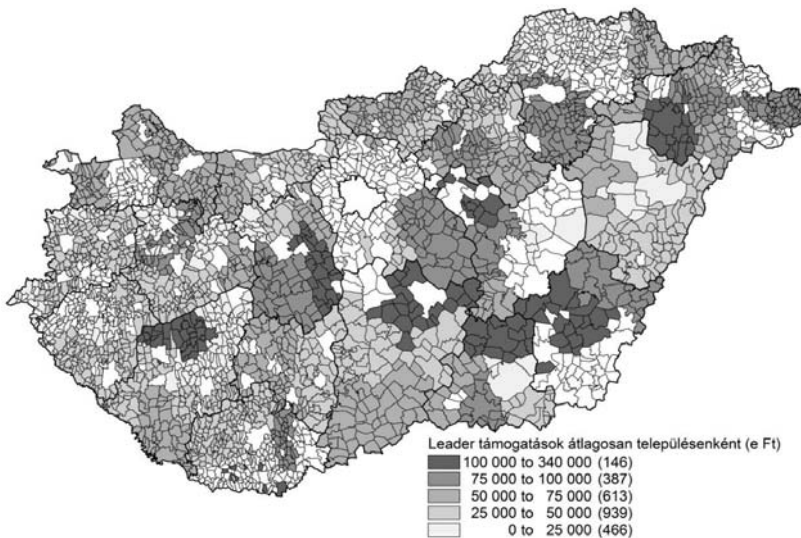 Leader támogatások átlagosan településenként (e Ft)
100 000 to 340 000 (146)
75 000 to 100 000 (387)
50 000 to 75 000 (613)
25 000 to 50 000 (939)
0 to 25 000 (466)